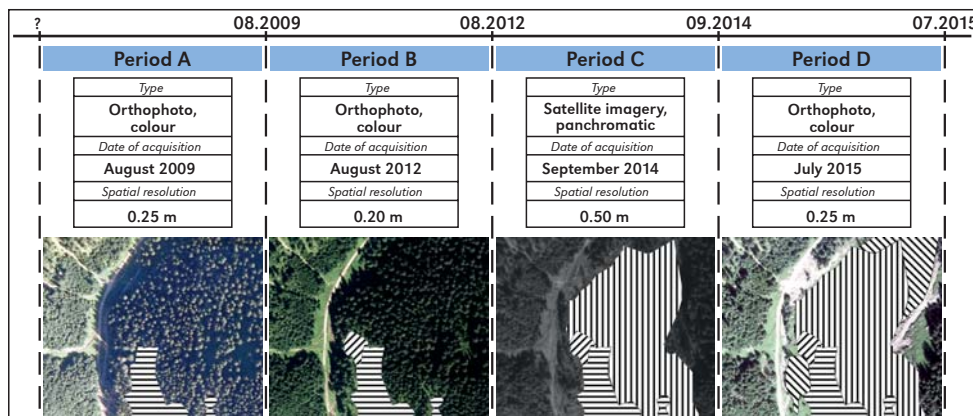 ? 08.2009 08.2012 09.2014 07.2015
Period A Period B Period C Period D
Type Type Type Type
Orthophoto, Orthophoto, Satellite imagery, Orthophoto,
colour colour panchromatic colour
Date of acquisition Date of acquisition Date of acquisition Date of acquisition
August 2009 August 2012 September 2014 July 2015
Spatial resolution Spatial resolution Spatial resolution Spatial resolution
0.25 m 0.20 m 0.50 m 0.25 m